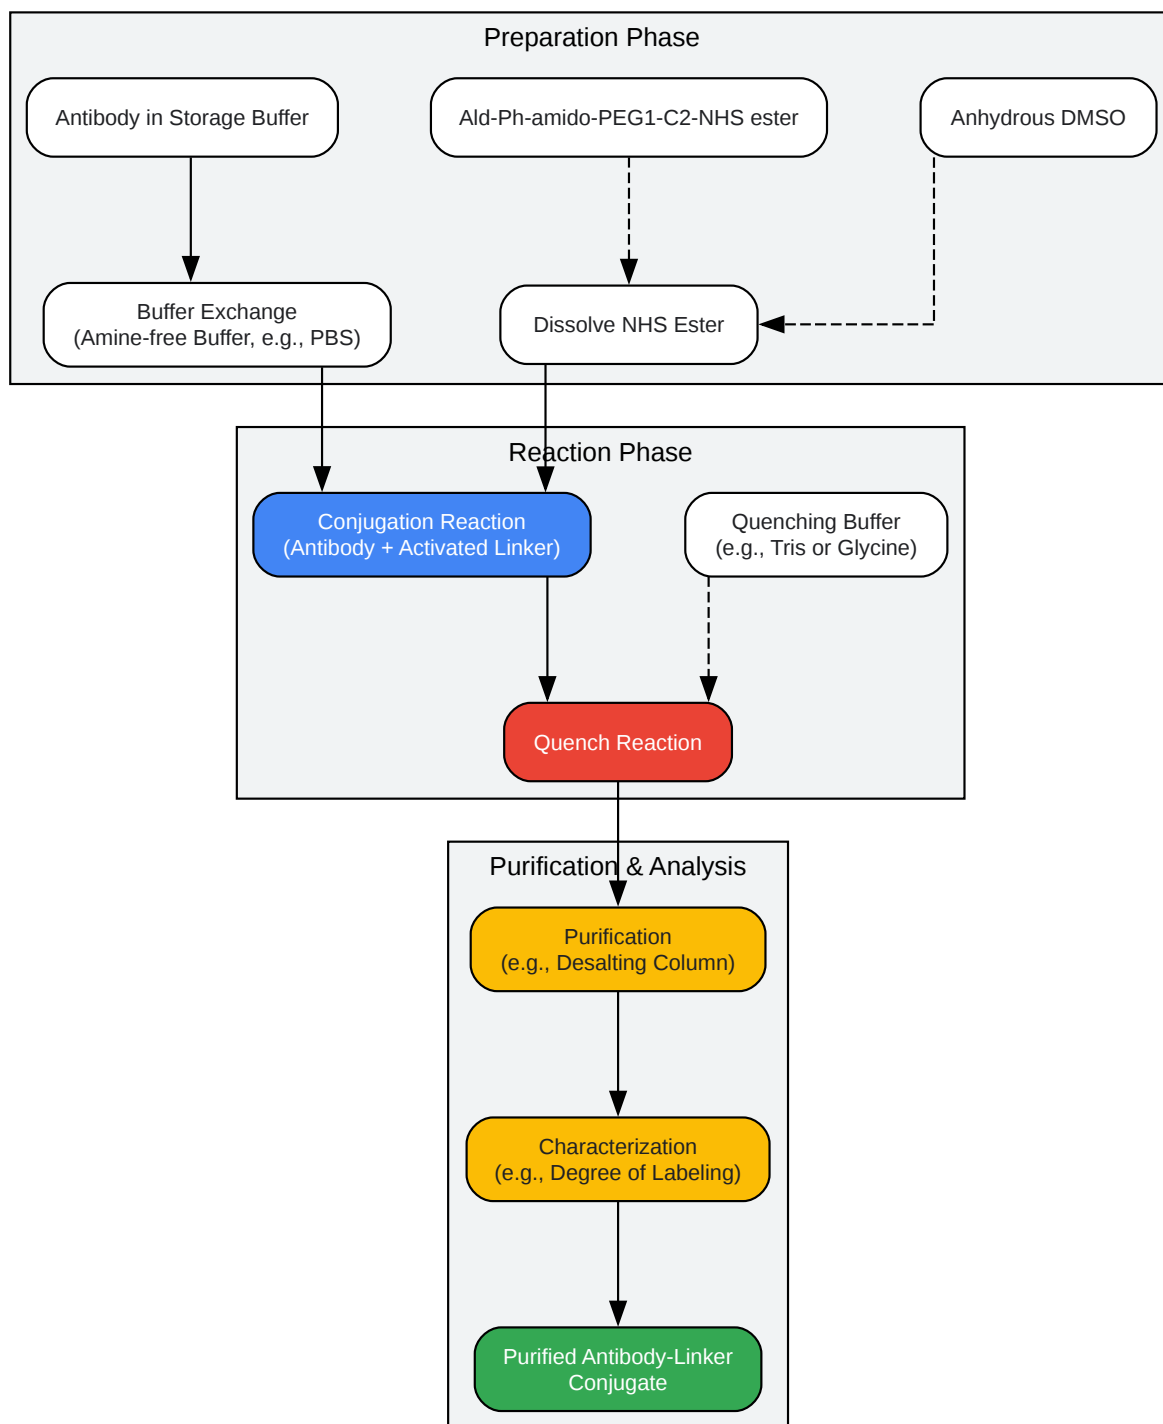 Preparation Phase
Antibody in Storage Buffer
Ald-Ph-amido-PEG1-C2-NHS ester
Anhydrous DMSO
Buffer Exchange
(Amine-free Buffer, e.g., PBS)
Dissolve NHS Ester
Reaction Phase
Conjugation Reaction
(Antibody + Activated Linker)
Quenching Buffer
(e.g., Tris or Glycine)
Quench Reaction
Purification & Analysis
Purification
(e.g., Desalting Column)
Characterization
(e.g., Degree of Labeling)
Purified Antibody-Linker
Conjugate